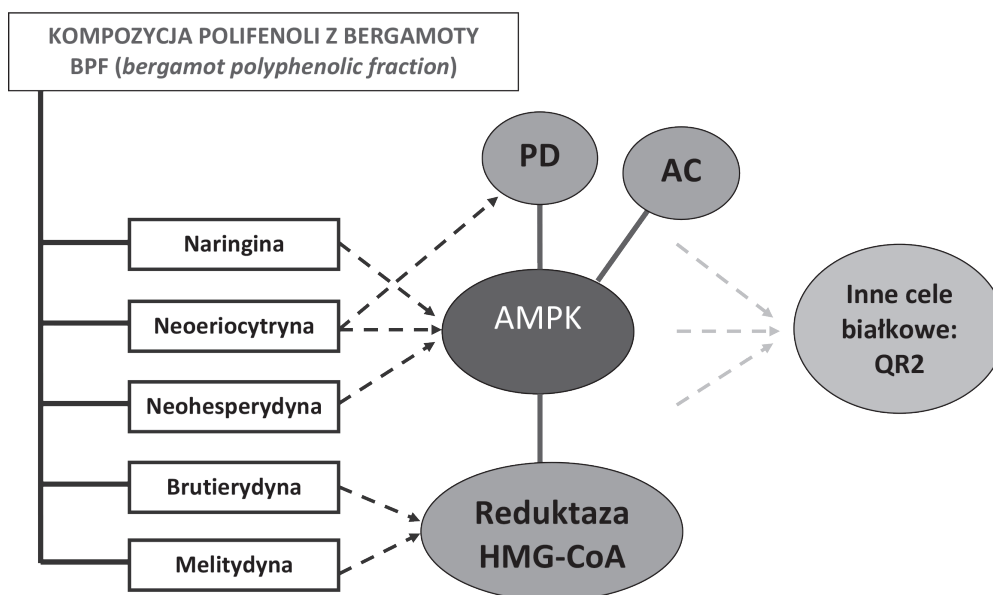 KOMPOZYCJA POLIFENOLI Z BERGAMOTY
BPF (bergamot polyphenolic fraction)
PD
AC
Naringina
Neoeriocytryna
Neohesperydyna
Brutierydyna
Melitydyna
AMPK
Inne cele
białkowe:
QR2
Reduktaza
HMG-CoA